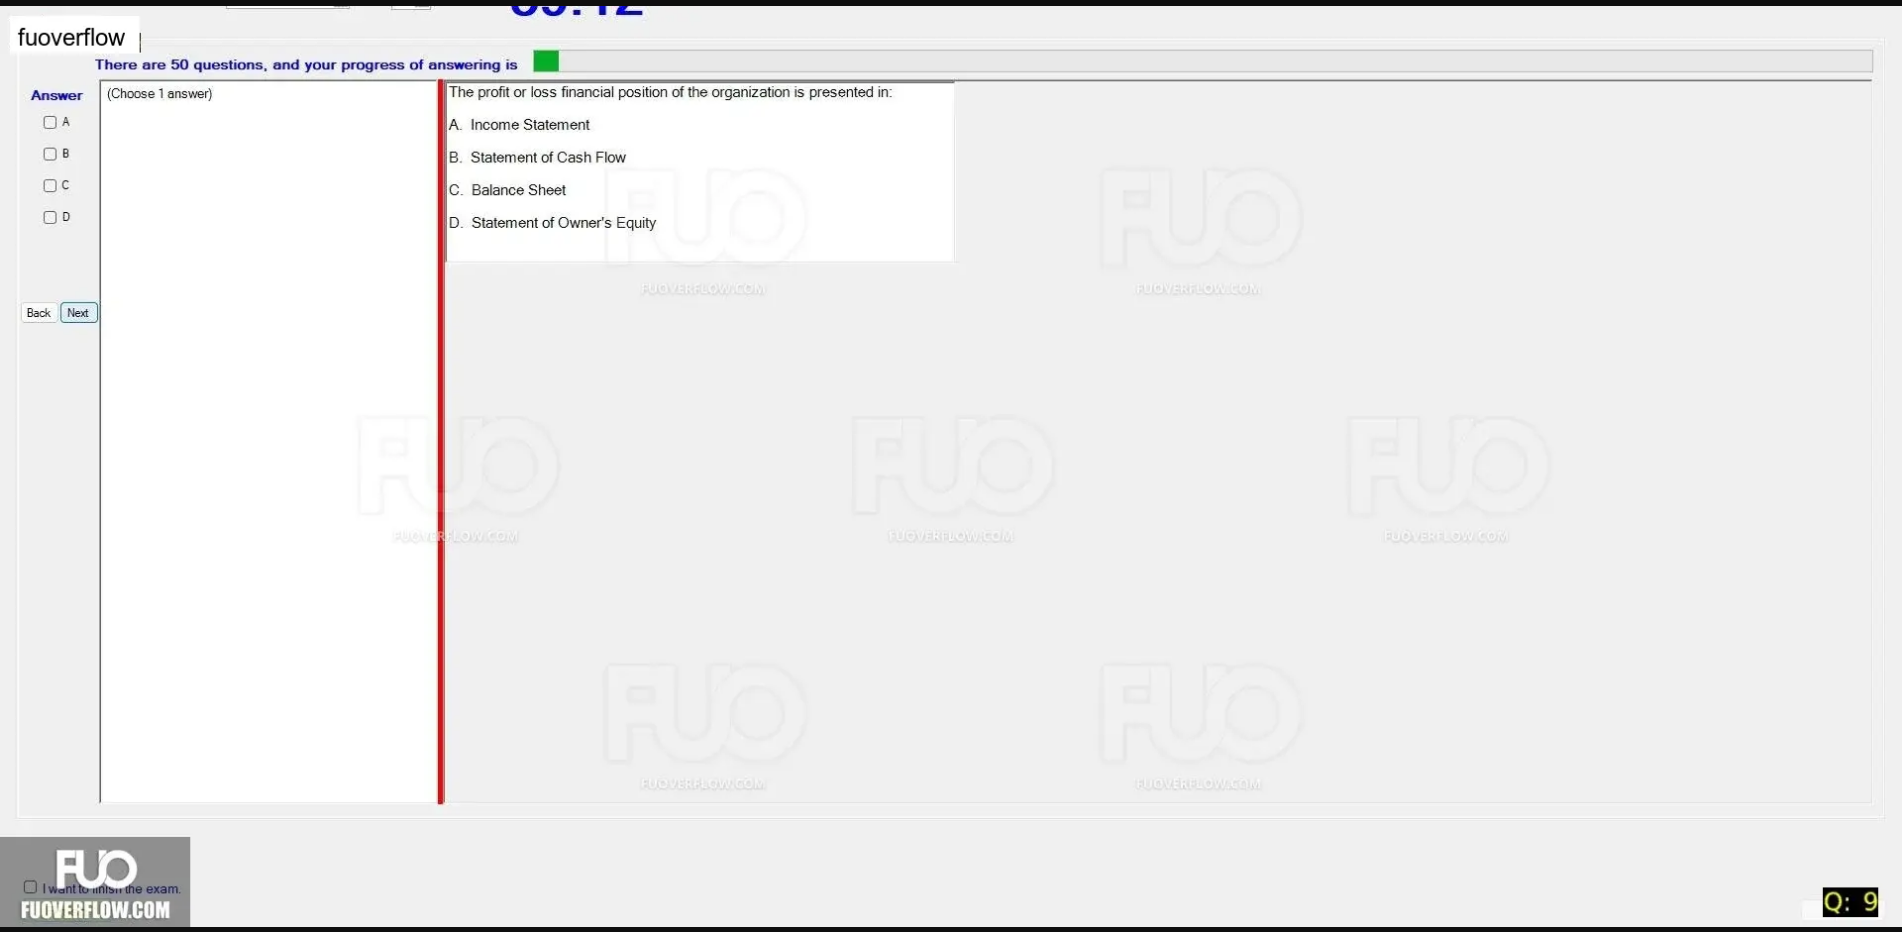 fuoverflow
There are 50 questions, and your progress of answering is
Answer
A
B
C
D
Back Next
(Choose 1 answer)
The profit or loss financial position of the organization is presented in:
A. Income Statement
B. Statement of Cash Flow
C. Balance Sheet
D. Statement of Owner's Equity
FUO
FUOVERFLOW.COM
FUO
FUOVERFLOW.COM
FUO
FUOVERFLOW.COM
FUO
FUOVERFLOW.COM
FUO
FUOVERFLOW.COM
FUO
FUOVERFLOW.COM
FUO
FUOVERFLOW.COM
FUO
I want to finish the exam.
FUOVERFLOW.COM
Q: 9